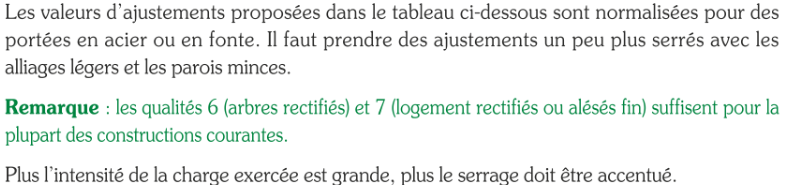 Les valeurs d’ajustements proposées dans le tableau ci-dessous sont normalisées pour des
portées en acier ou en fonte. Il faut prendre des ajustements un peu plus serrés avec les
alliages légers et les parois minces.
Remarque : les qualités 6 (arbres rectifiés) et 7 (logement rectifiés ou alésés fin) suffisent pour la
plupart des constructions courantes.
Plus l’intensité de la charge exercée est grande, plus le serrage doit être accentué.